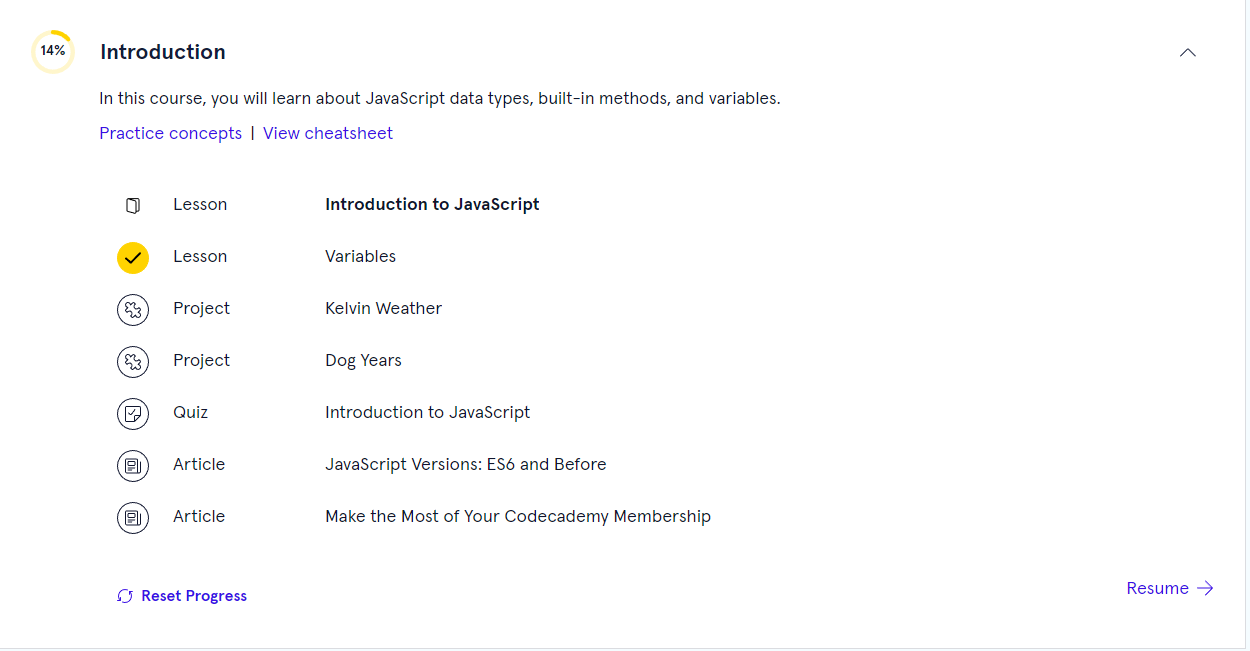 14%
Introduction
In this course, you will learn about JavaScript data types, built-in methods, and variables.
Practice concepts | View cheatsheet
Lesson Introduction to JavaScript
Lesson Variables
Project Kelvin Weather
Project Dog Years
Quiz Introduction to JavaScript
Article JavaScript Versions: ES6 and Before
Article Make the Most of Your Codecademy Membership
Reset Progress
Resume